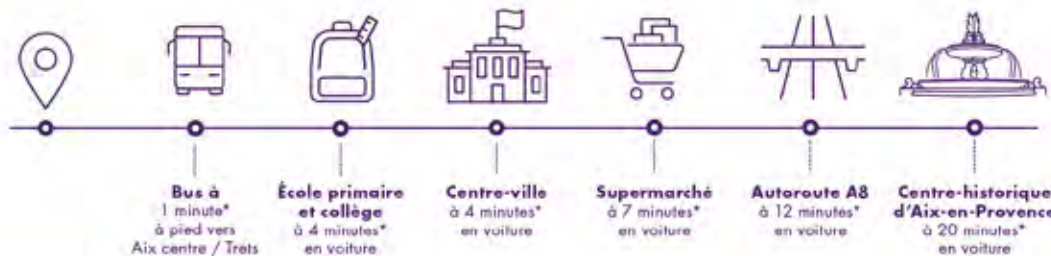 Bus à
1 minute*
à pied vers
Aix centre / Trets
École primaire
et collège
à 4 minutes*
en voiture
Centre-ville
à 4 minutes*
en voiture
Supermarché
à 7 minutes*
en voiture
Autoroute A8
à 12 minutes*
en voiture
Centre-historique
d'Aix-en-Provence
à 20 minutes*
en voiture